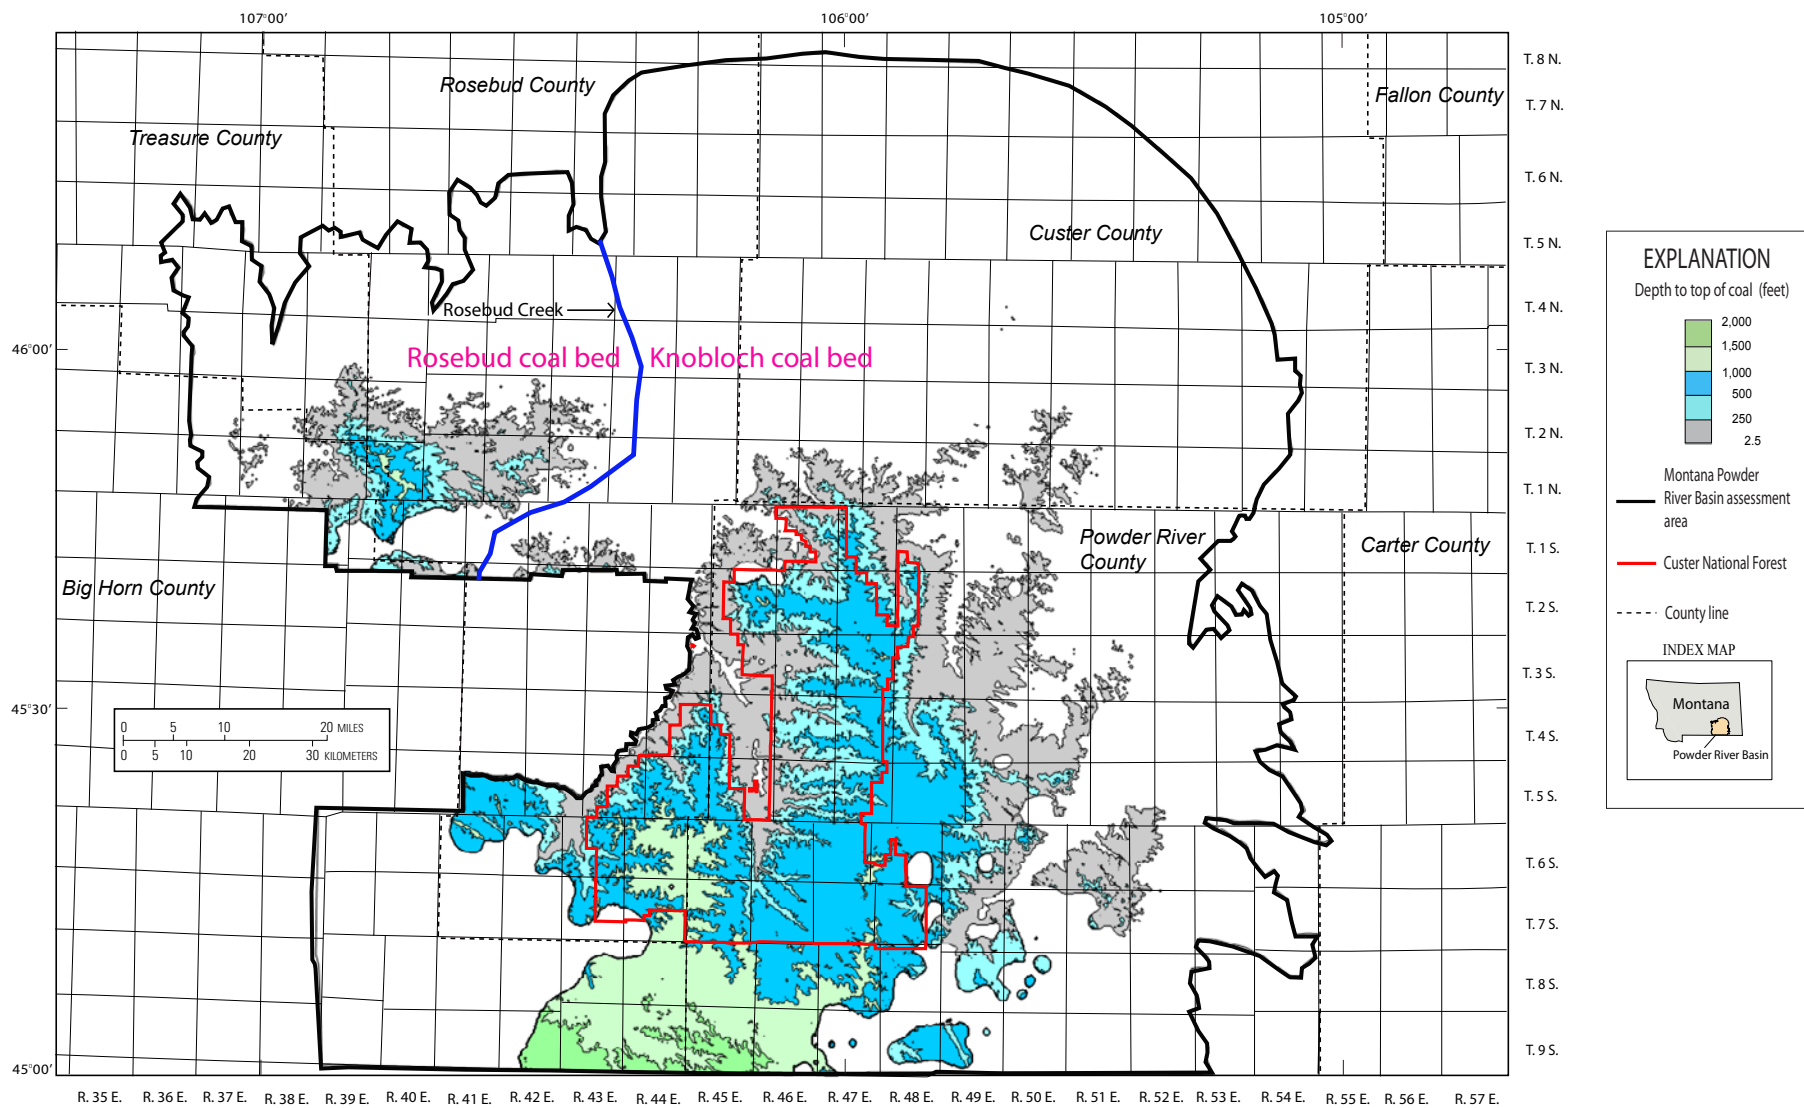 107°00′ 106°00′ 105°00′
Rosebud County
Fallon County
Treasure County
Custer County
Rosebud Creek
46°00′
Rosebud coal bed
Knobloch coal bed
Powder River
County
Carter County
Big Horn County
45°30′
0 5 10 20 MILES
0 5 10 20 30 KILOMETERS
45°00′
T. 8 N.
T. 7 N.
T. 6 N.
T. 5 N.
T. 4 N.
T. 3 N.
T. 2 N.
T. 1 N.
T. 1 S.
T. 2 S.
T. 3 S.
T. 4S.
T. 5 S.
T. 6 S.
T. 7S.
T. 8 S.
T. 9 S.
R. 35 E. R. 36 E. R. 37 E. R. 38 E. R. 39 E. R. 40 E. R. 41 E. R. 42 E. R. 43 E. R. 44 E. R. 45 E. R. 46 E. R. 47 E. R. 48 E. R. 49 E. R. 50 E. R. 51 E. R. 52 E. R. 53 E. R. 54 E. R. 55 E. R. 56 E. R. 57 E.
EXPLANATION
Depth to top of coal (feet)
2,000
1,500
1,000
500
250
2.5
Montana Powder
River Basin assessment
area
Custer National Forest
County line
INDEX MAP
Montana
Powder River Basin